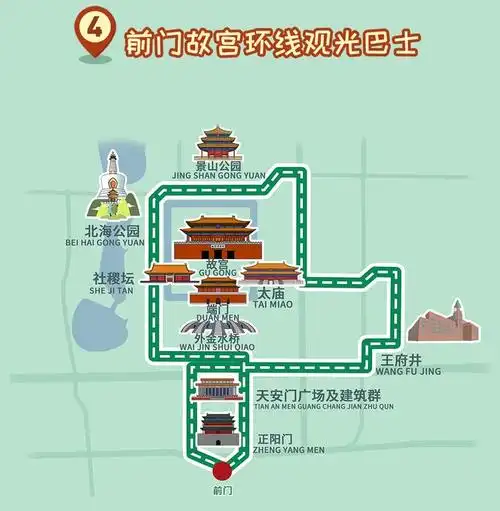 4
前门故宫环线观光巴士
景山公园
JING SHAN GONG YUAN
北海公园
BEI HAI GONG YUAN
故宫
GU GONG
社稷坛
SHE JI TAN
太庙
TAI MIAO
端门
DUAN MEN
外金水桥
WAI JIN SHUI QIAO
王府井
WANG FU JING
天安门广场及建筑群
TIAN AN MEN GUANG CHANG JIAN ZHU QUN
正阳门
ZHENG YANG MEN
前门